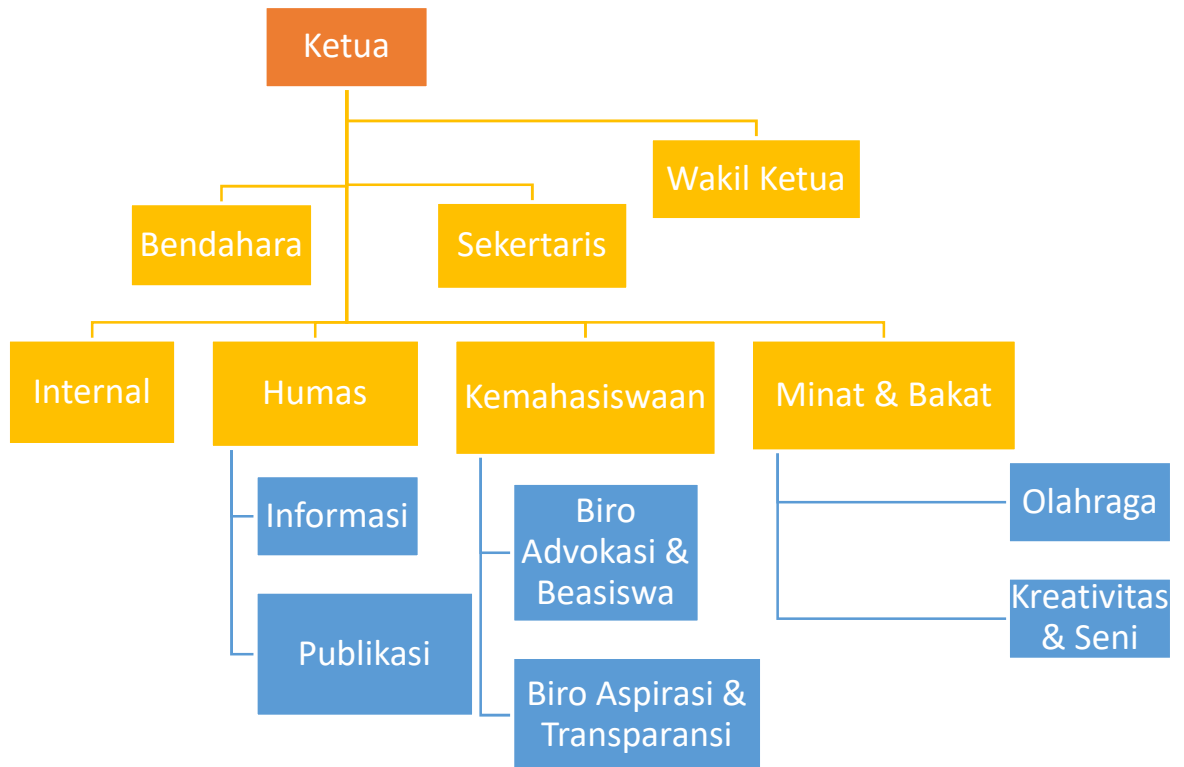 Ketua
Wakil Ketua
Bendahara
Sekertaris
Internal
Humas
Kemahasiswaan
Minat & Bakat
Informasi
Publikasi
Biro
Advokasi &
Beasiswa
Biro Aspirasi &
Transparansi
Olahraga
Kreativitas
& Seni